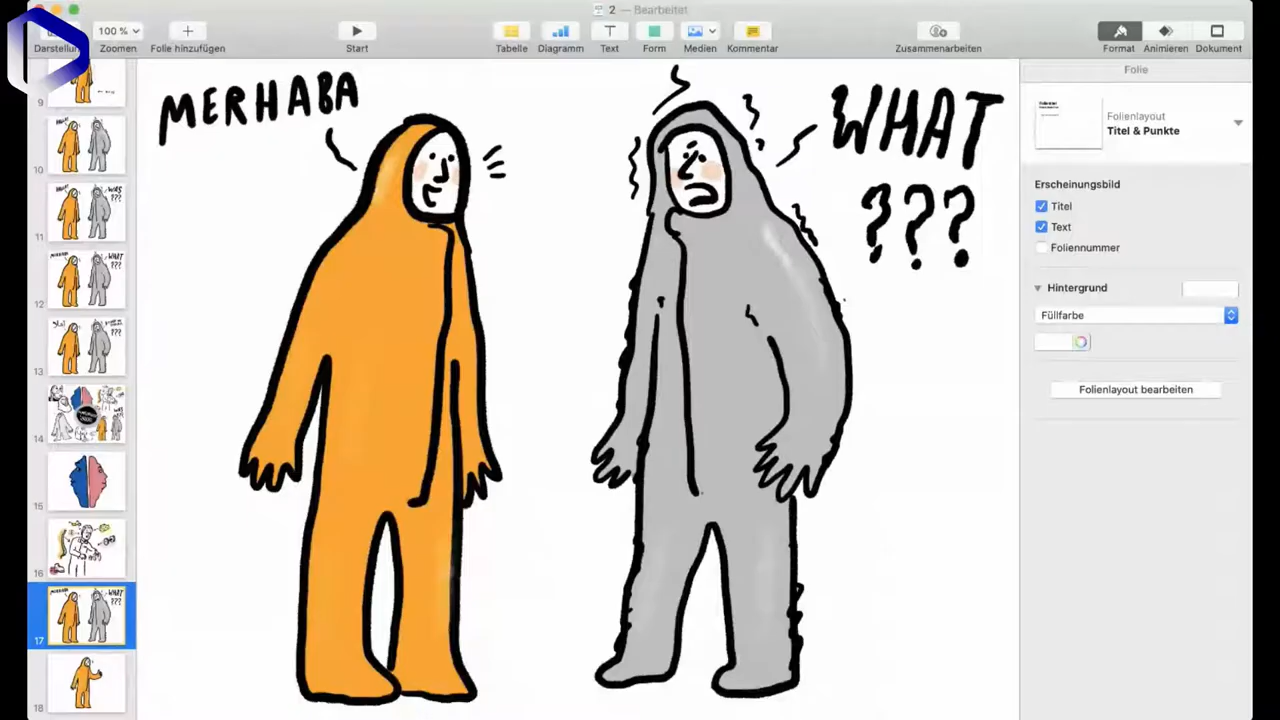 2 — Bearbeitet
100 %
Darstellung Zoomen Folie hinzufügen Start Tabelle Diagramm Text Form Medien Kommentar Zusammenarbeiten Format Animieren Dokument
9
10
11
12
13
14
15
16
17
18
MERHABA
WHAT
???
Folie
Folienlayout
Titel & Punkte
Erscheinungsbild
Titel
Text
Foliennummer
Hintergrund
Füllfarbe
Folienlayout bearbeiten